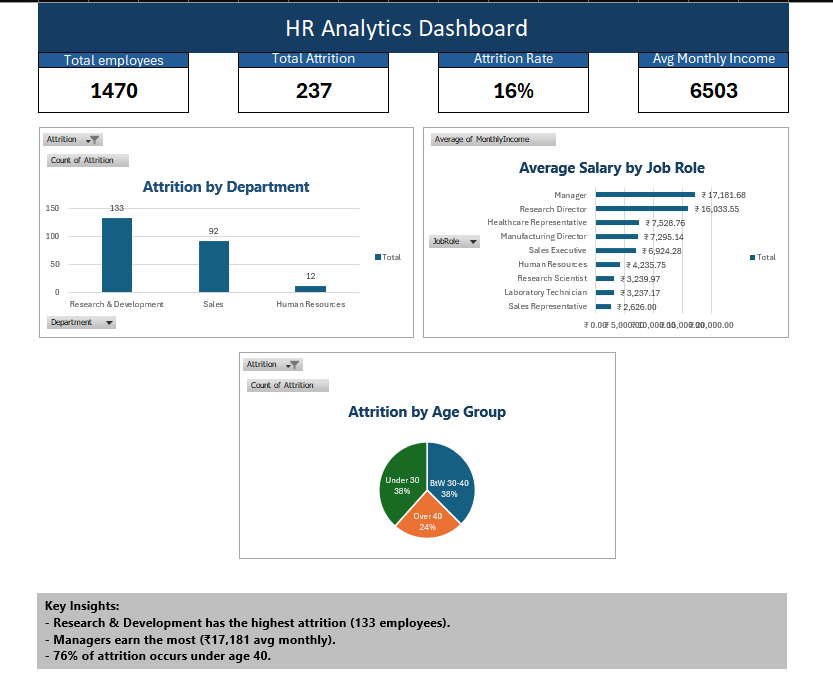 HR Analytics Dashboard
Total employees
1470
Total Attrition
237
Attrition Rate
16%
Avg Monthly Income
6503
Attrition
Count of Attrition
Attrition by Department
150
100
50
0
133
92
12
Research & Development
Sales
Human Resources
Total
Department
Average of MonthlyIncome
Average Salary by Job Role
JobRole
Manager ₹ 17,181.68
Research Director ₹ 16,033.55
Healthcare Representative ₹ 7,528.76
Manufacturing Director ₹ 7,295.14
Sales Executive ₹ 6,924.28
Human Resources ₹ 4,235.75
Research Scientist ₹ 3,239.97
Laboratory Technician ₹ 3,237.17
Sales Representative ₹ 2,626.00
Total
₹ 0.00 ₹ 5,000.00 ₹ 10,000.00 ₹ 15,000.00 ₹ 20,000.00
Attrition
Count of Attrition
Attrition by Age Group
Under 30
38%
BtW 30-40
38%
Over 40
24%
Key Insights:
- Research & Development has the highest attrition (133 employees).
- Managers earn the most (₹17,181 avg monthly).
- 76% of attrition occurs under age 40.